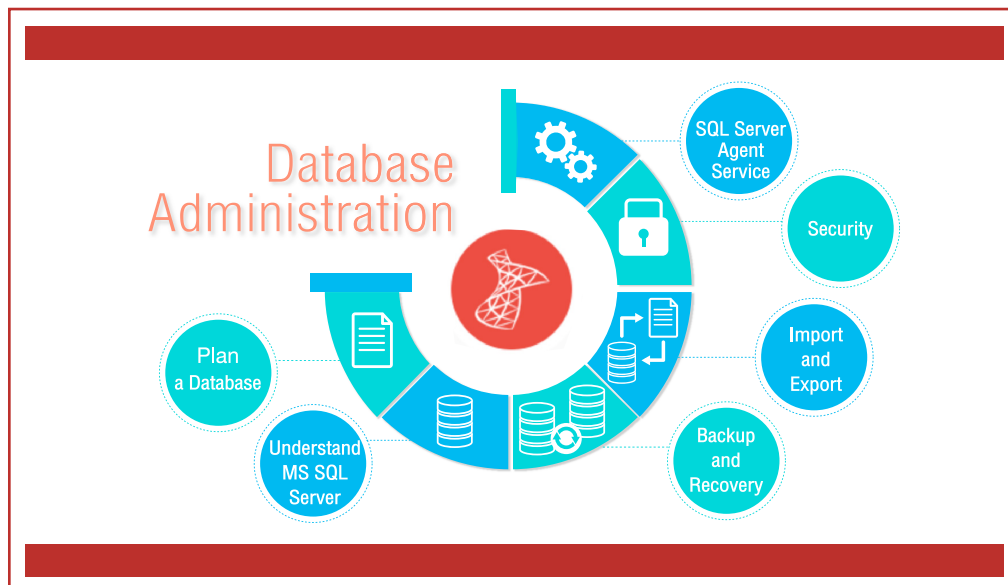 Database
Administration
SQL Server
Agent
Service
Security
Import
and
Export
Backup
and
Recovery
Understand
MS SQL
Server
Plan
a Database